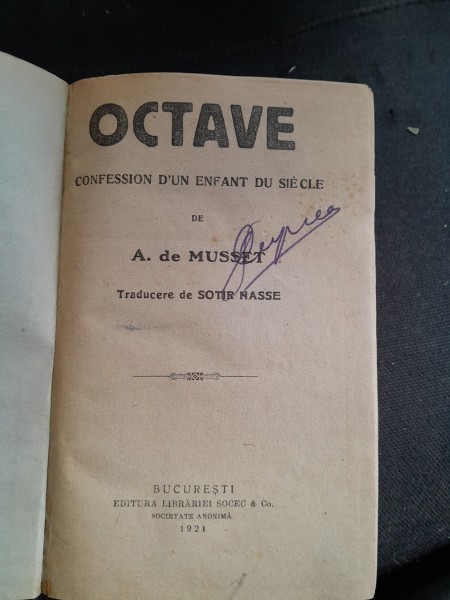 OCTAVE
CONFESSION D'UN ENFANT DU SIÈCLE
DE
A. de MUSSET
Traducere de SOTIR NASSE
BUCUREȘTI
EDITURA LIBRĂRIEI SOCEC & Co.
SOCIETATE ANONIMĂ
1921